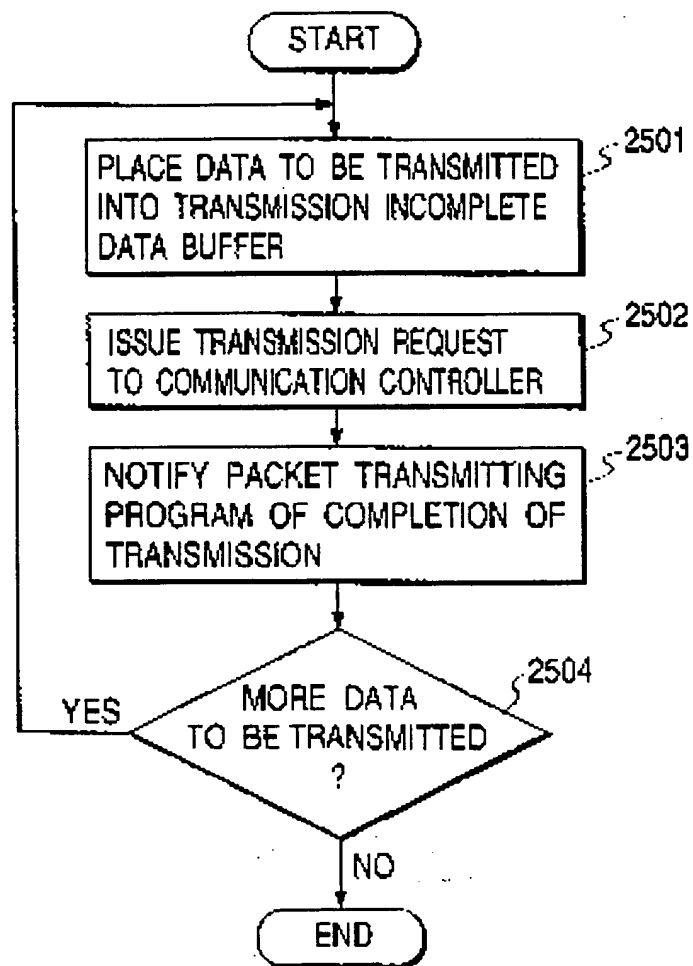 START
PLACE DATA TO BE TRANSMITTED
INTO TRANSMISSION INCOMPLETE
DATA BUFFER
2501
ISSUE TRANSMISSION REQUEST
TO COMMUNICATION CONTROLLER
2502
NOTIFY PACKET TRANSMITTING
PROGRAM OF COMPLETION OF
TRANSMISSION
2503
MORE DATA
TO BE TRANSMITTED
?
2504
YES
NO
END